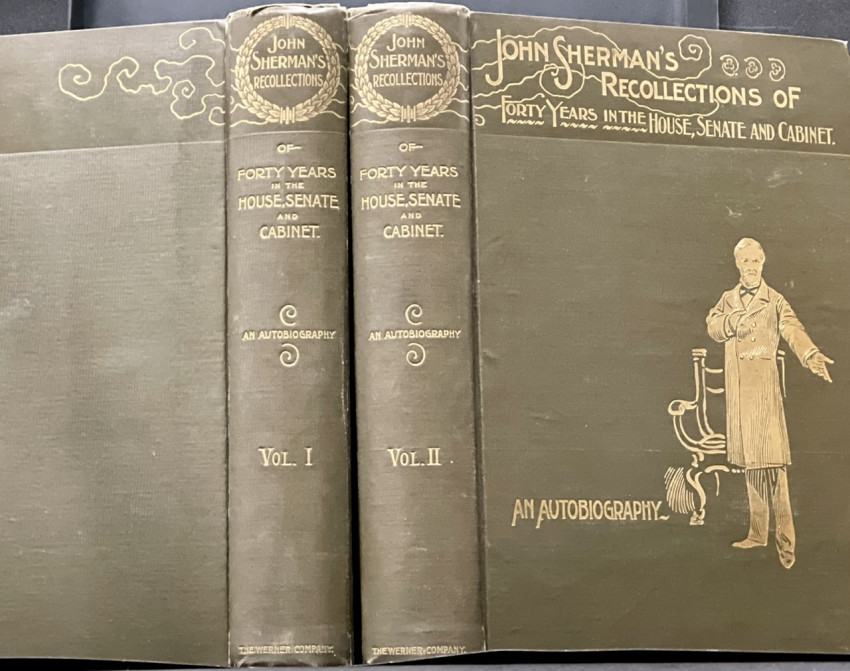 JOHN
SHERMAN'S
RECOLLECTIONS
OF
FORTY YEARS
IN THE
HOUSE, SENATE
AND
CABINET.
AN AUTOBIOGRAPHY
VOL. I
THE WERNER COMPANY.
JOHN
SHERMAN'S
RECOLLECTIONS
OF
FORTY YEARS
IN THE
HOUSE, SENATE
AND
CABINET.
AN AUTOBIOGRAPHY
VOL. II
THE WERNER COMPANY.
JOHN SHERMAN'S
RECOLLECTIONS OF
FORTY YEARS IN THE HOUSE, SENATE AND CABINET.
AN AUTOBIOGRAPHY